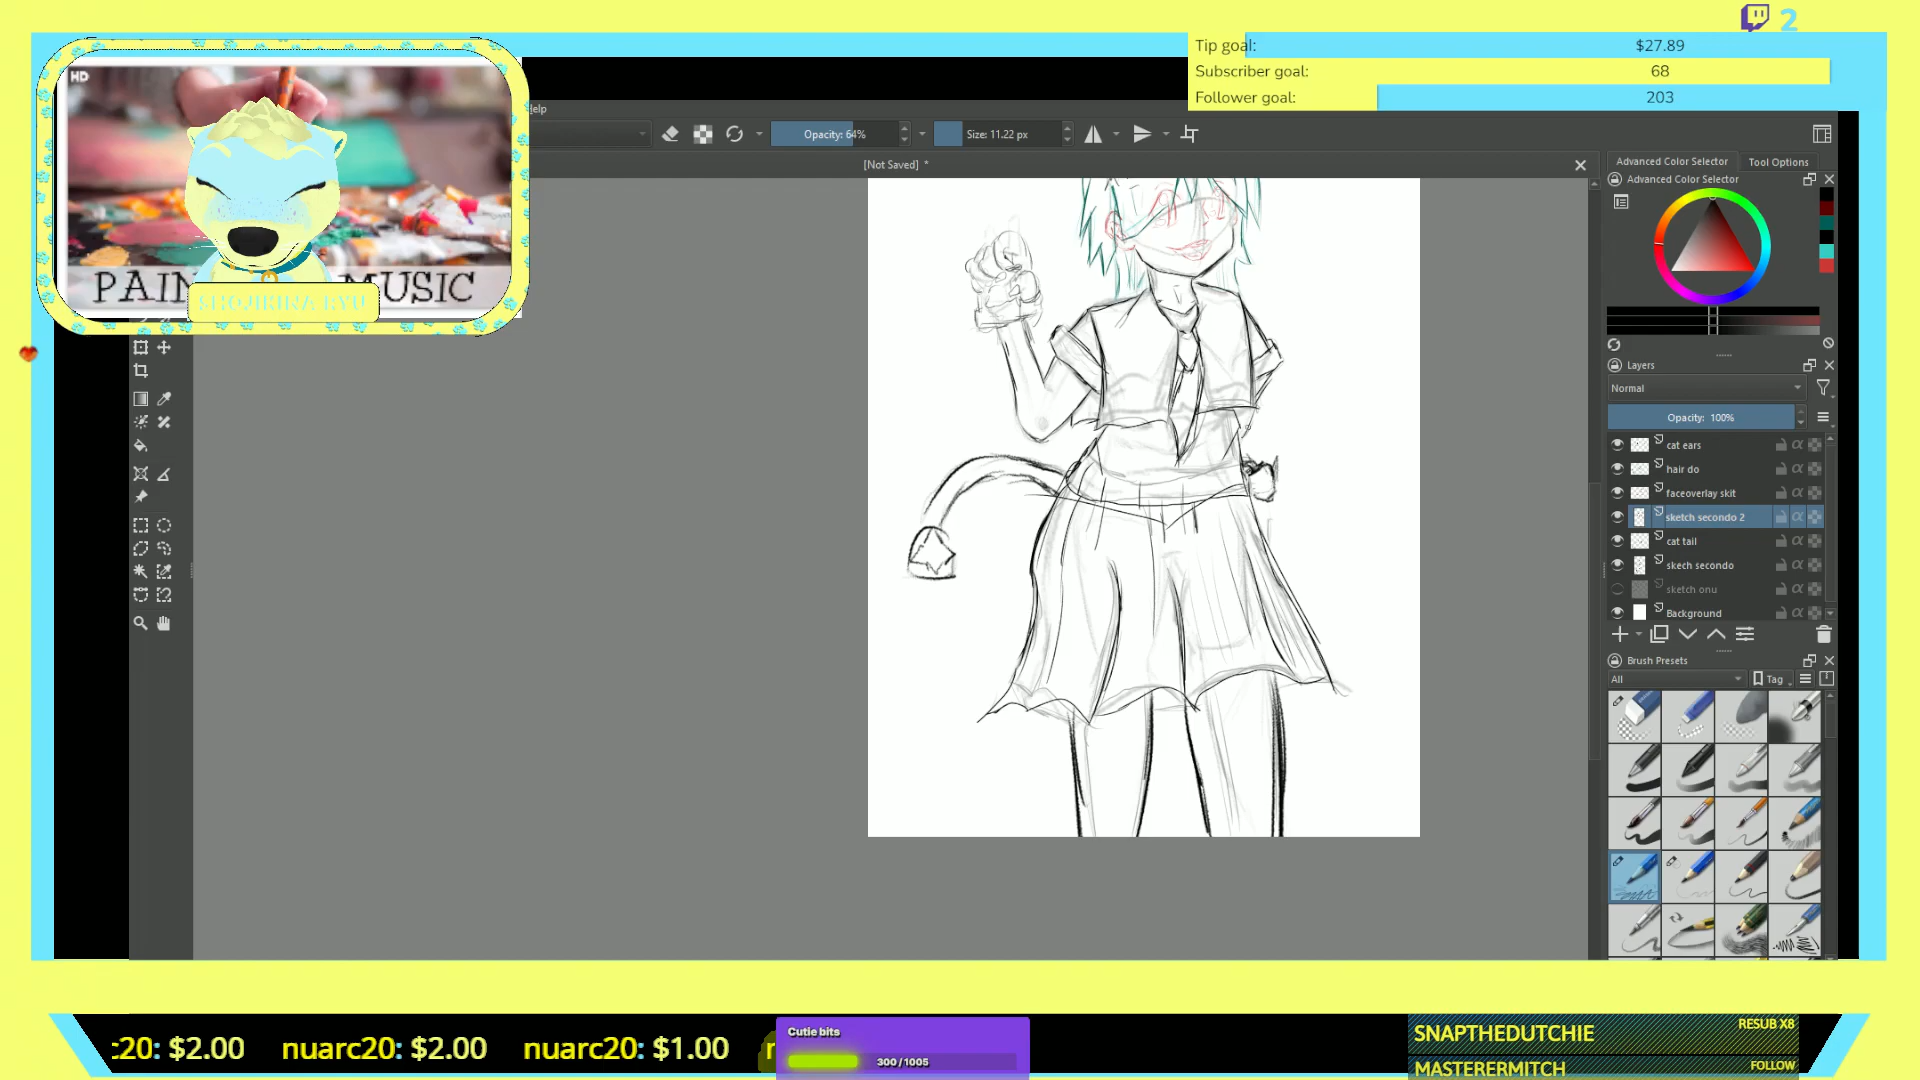 2
Tip goal:
$27.89
Subscriber goal:
68
Follower goal:
203
HD
elp
Opacity: 64%
Size: 11.22 px
[Not Saved] *
Advanced Color Selector
Tool Options
Advanced Color Selector
PAIN
MUSIC
SHOJIKINA RYU
Layers
Normal
Opacity: 100%
cat ears
hair do
faceoverlay skit
sketch secondo 2
cat tail
skech secondo
sketch onu
Background
Brush Presets
All
Tag
c20: $2.00 nuarc20: $2.00 nuarc20: $1.00
Cutie bits
300 / 1005
SNAPTHEDUTCHIE
RESUB X8
MASTERERMITCH
FOLLOW